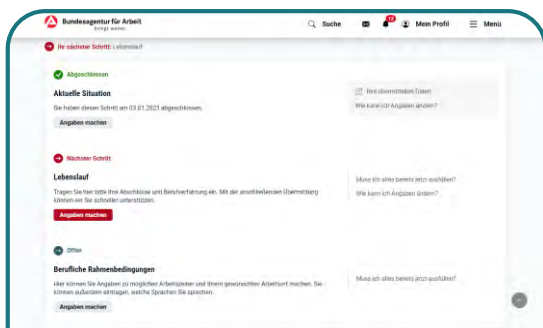 Bundesagentur für Arbeit
bringt weiter.
Suche
12
Mein Profil
Menü
Ihr nächster Schritt: Lebenslauf
Abgeschlossen
Aktuelle Situation
Sie haben diesen Schritt am 03.01.2023 abgeschlossen.
Angaben machen
Ihre übermittelten Daten
Wie kann ich Angaben ändern?
Nächster Schritt
Lebenslauf
Tragen Sie hier bitte Ihre Abschlüsse und Berufserfahrung ein. Mit der anschließenden Übermittlung
können wir Sie schneller unterstützen.
Angaben machen
Muss ich alles bereits jetzt ausfüllen?
Wie kann ich Angaben ändern?
Offen
Berufliche Rahmenbedingungen
Hier können Sie Angaben zu möglichen Arbeitszeiten und Ihrem gewünschten Arbeitsort machen. Sie
können außerdem eintragen, welche Sprachen Sie sprechen.
Angaben machen
Muss ich alles bereits jetzt ausfüllen?